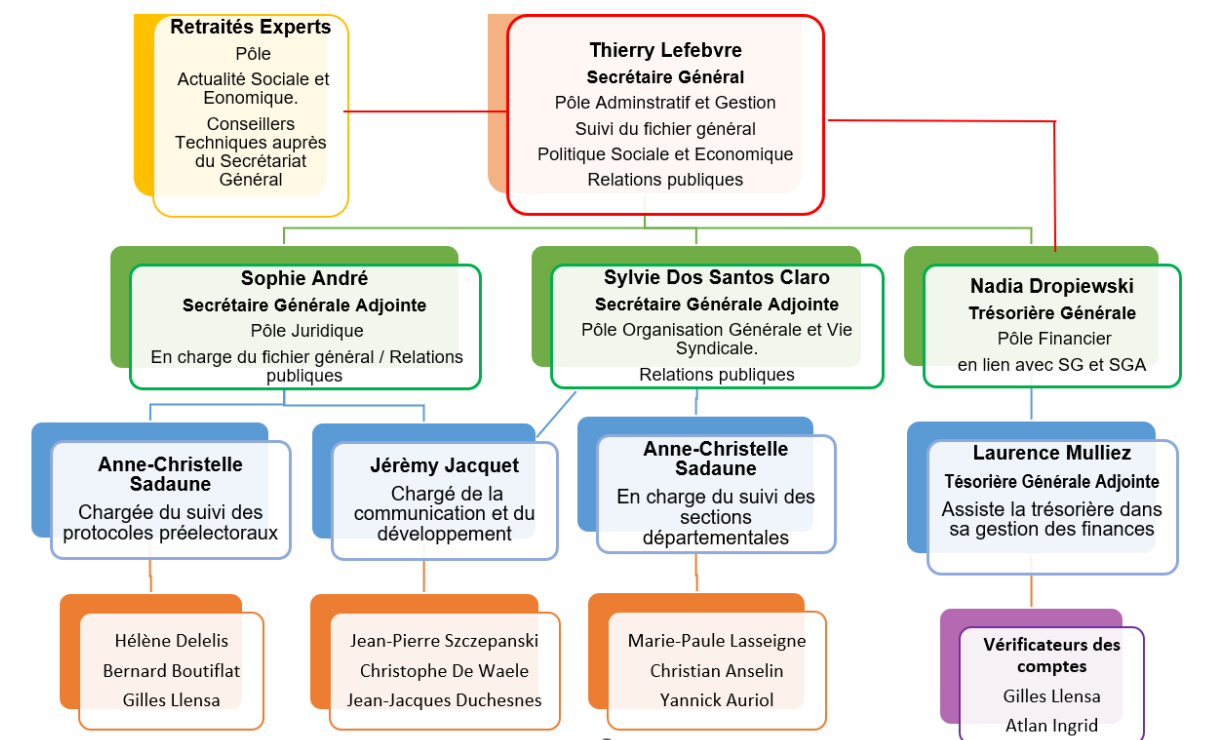 Retraités Experts
Pôle
Actualité Sociale et
Eonomique.
Conseillers
Techniques auprès
du Secrétariat
Général
Thierry Lefebvre
Secrétaire Général
Pôle Adminstratif et Gestion
Suivi du fichier général
Politique Sociale et Economique
Relations publiques
Sophie André
Secrétaire Générale Adjointe
Pôle Juridique
En charge du fichier général / Relations
publiques
Sylvie Dos Santos Claro
Secrétaire Générale Adjointe
Pôle Organisation Générale et Vie
Syndicale.
Relations publiques
Nadia Dropiewski
Trésorière Générale
Pôle Financier
en lien avec SG et SGA
Anne-Christelle
Sadaune
Chargée du suivi des
protocoles préelectoraux
Jérèmy Jacquet
Chargé de la
communication et du
développement
Anne-Christelle
Sadaune
En charge du suivi des
sections
départementales
Laurence Mulliez
Tésorière Générale Adjointe
Assiste la trésorière dans
sa gestion des finances
Hélène Delelis
Bernard Boutiflat
Gilles Llensa
Jean-Pierre Szczepanski
Christophe De Waele
Jean-Jacques Duchesnes
Marie-Paule Lasseigne
Christian Anselin
Yannick Auriol
Vérificateurs des
comptes
Gilles Llensa
Atlan Ingrid